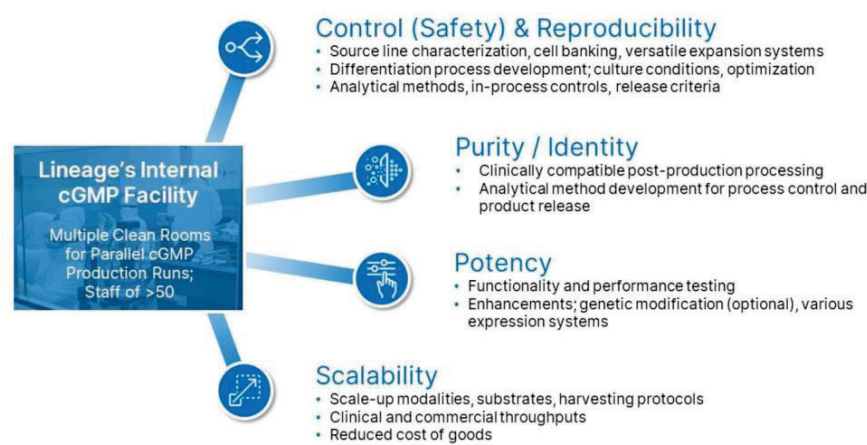 Control (Safety) & Reproducibility
• Source line characterization, cell banking, versatile expansion systems
• Differentiation process development; culture conditions, optimization
• Analytical methods, in-process controls, release criteria
Lineage's Internal
cGMP Facility
Multiple Clean Rooms
for Parallel cGMP
Production Runs;
Staff of >50
Purity / Identity
• Clinically compatible post-production processing
• Analytical method development for process control and
product release
Potency
• Functionality and performance testing
• Enhancements; genetic modification (optional), various
expression systems
Scalability
• Scale-up modalities, substrates, harvesting protocols
• Clinical and commercial throughputs
• Reduced cost of goods